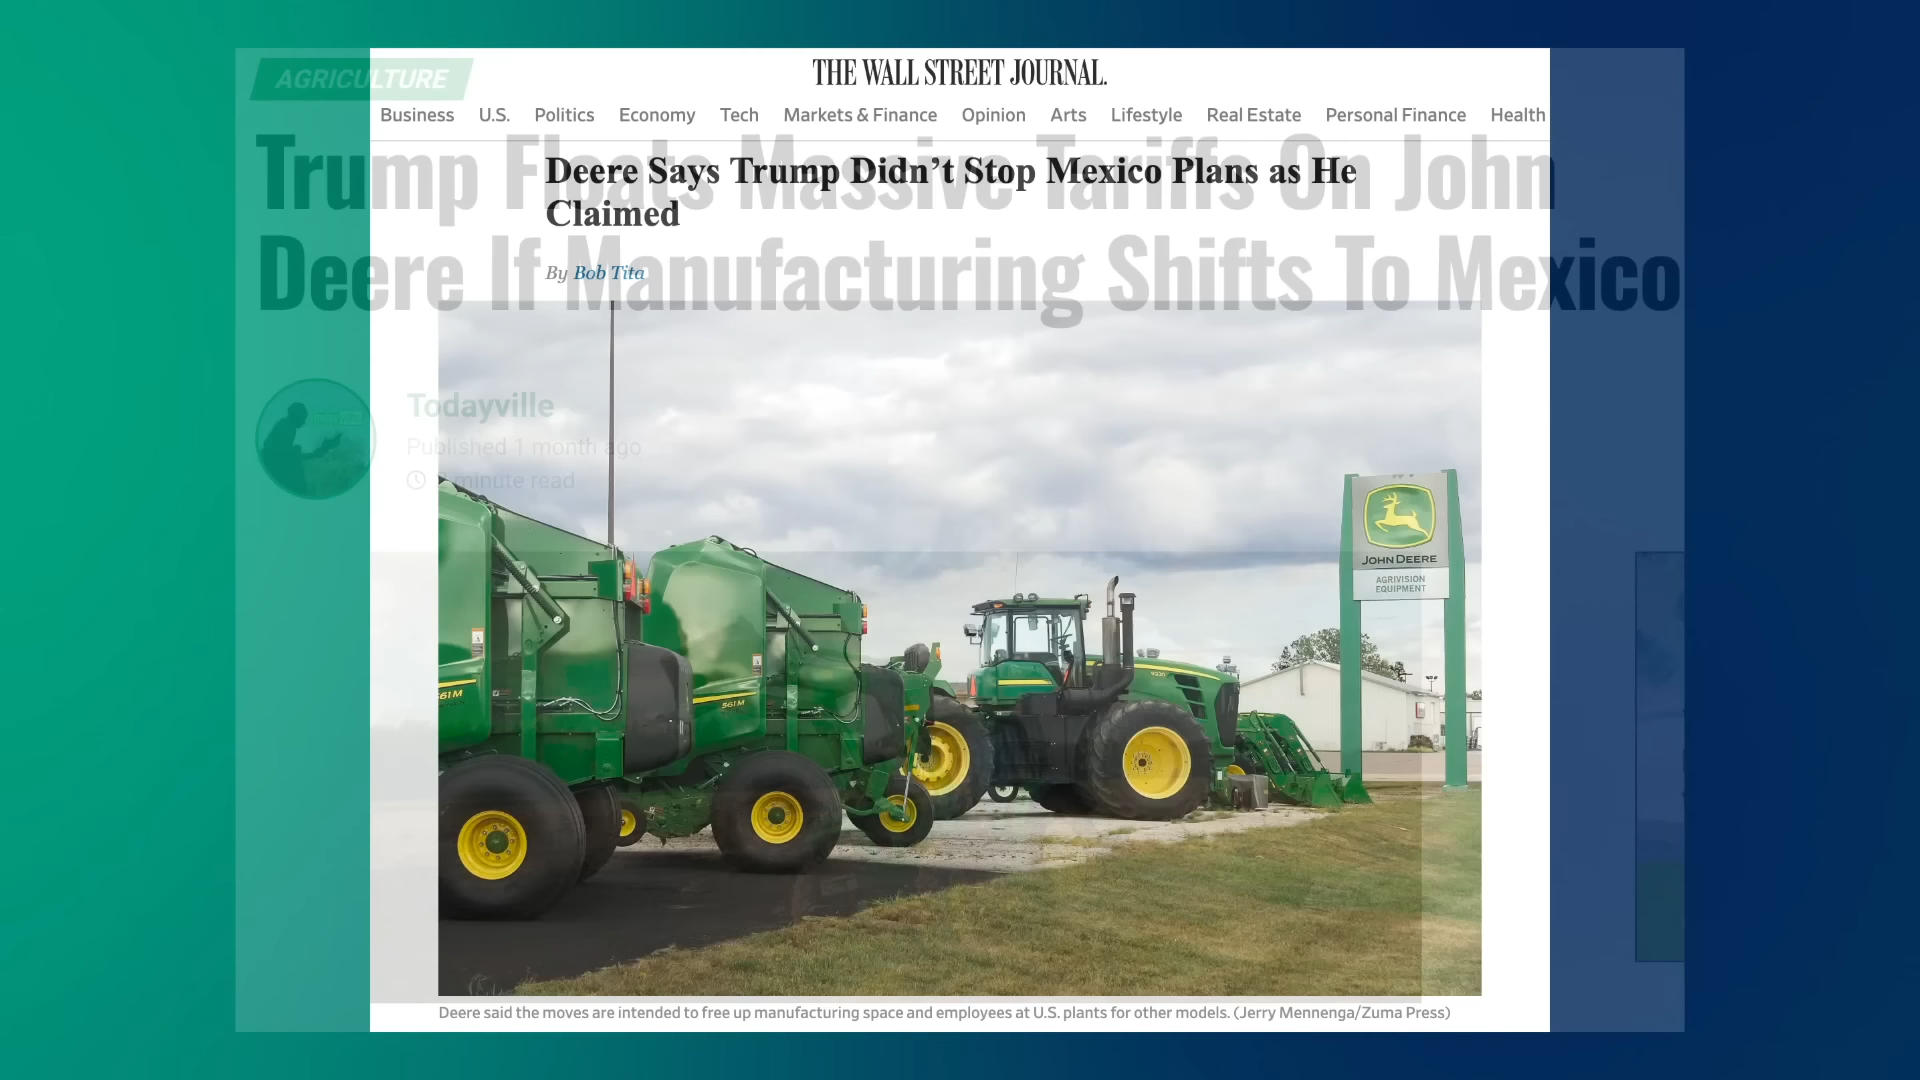 AGRICULTURE
THE WALL STREET JOURNAL.
Business U.S. Politics Economy Tech Markets & Finance Opinion Arts Lifestyle Real Estate Personal Finance Health
Trump Floats Massive Tariffs On John
Deere If Manufacturing Shifts To Mexico
Deere Says Trump Didn't Stop Mexico Plans as He
Claimed
By Bob Tita
Todayville
Published 1 month ago
minute read
JOHN DEERE
AGRIVISION
EQUIPMENT
561M
561M
9330
Deere said the moves are intended to free up manufacturing space and employees at U.S. plants for other models. (Jerry Mennenga/Zuma Press)